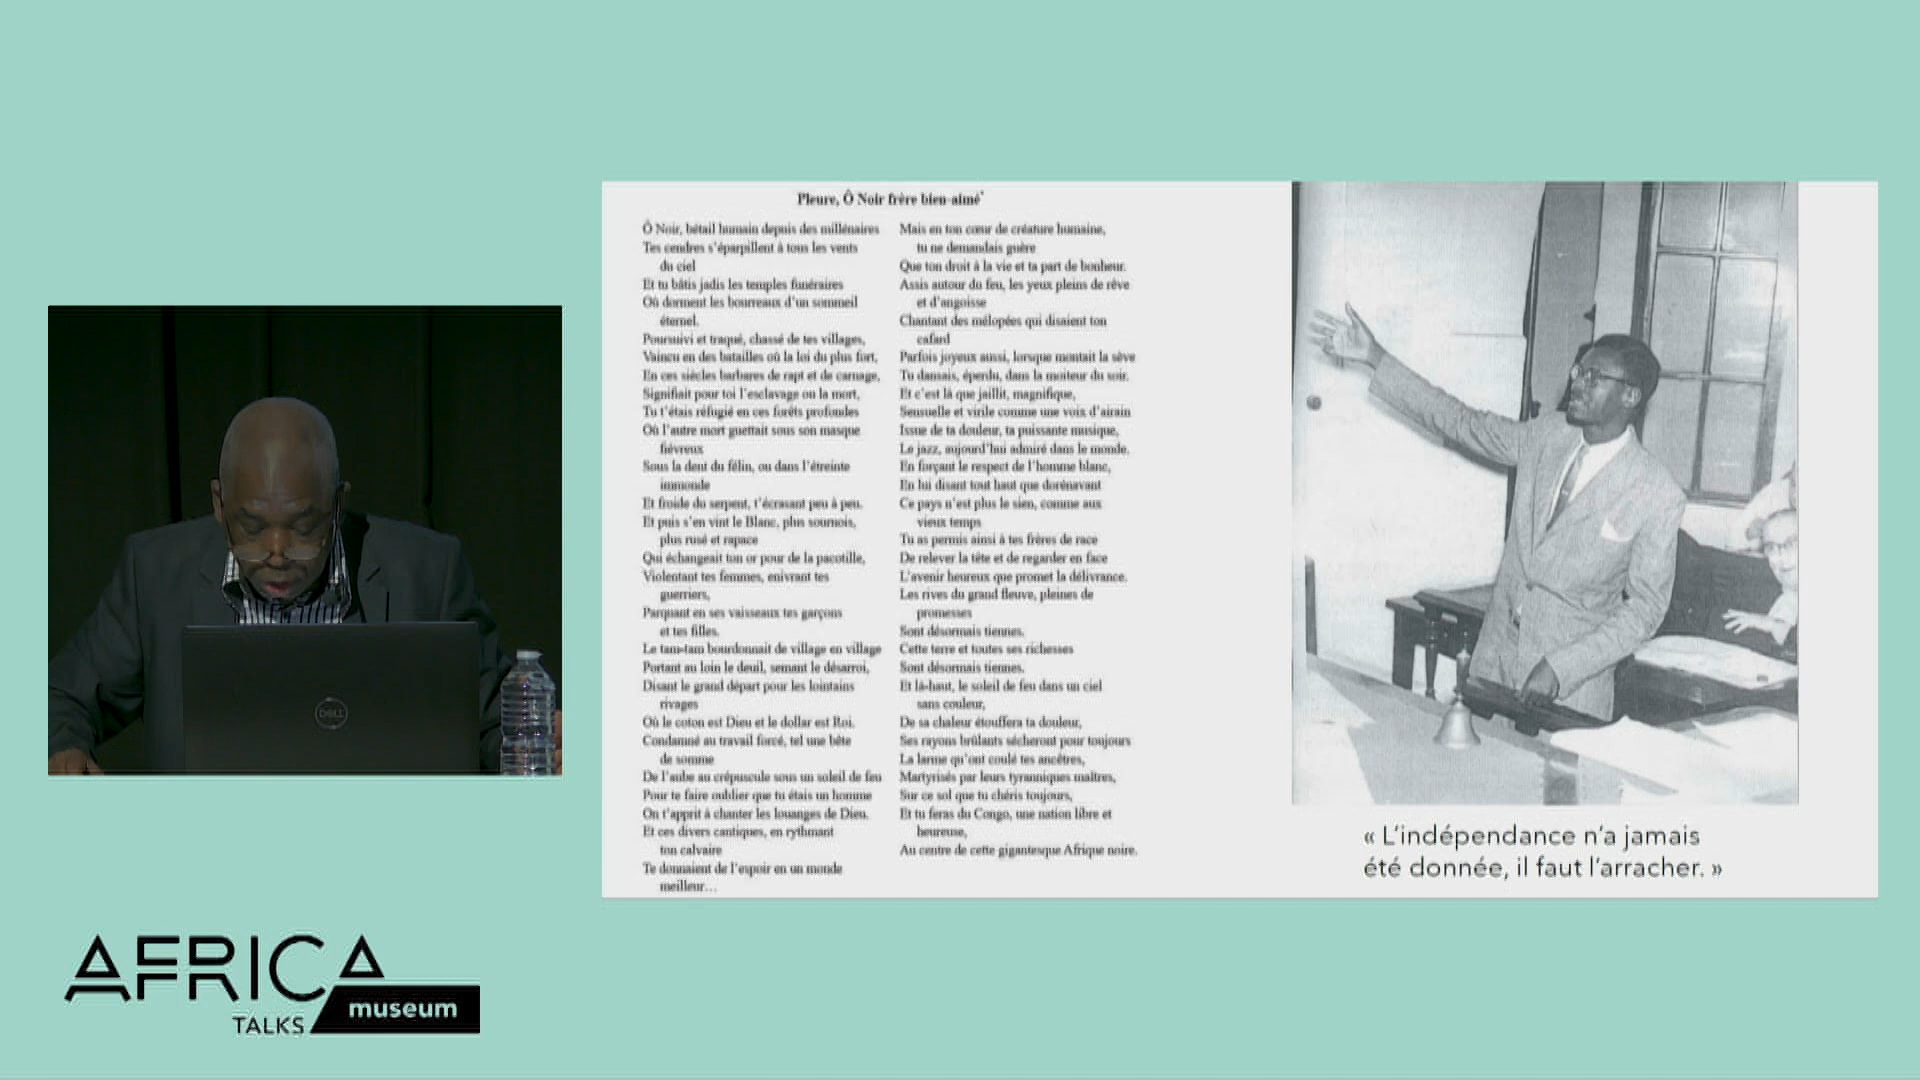 Pleure, Ô Noir frère bien-aimé*
Ô Noir, bétail humain depuis des millénaires
Tes cendres s'éparpillent à tous les vents
du ciel
Et tu bâtis jadis les temples funéraires
Où dorment les bourreaux d'un sommeil
éternel.
Poursuivi et traqué, chassé de tes villages,
Vaincu en des batailles où la loi du plus fort,
En ces siècles barbares de rapt et de carnage,
Signifiait pour toi l'esclavage ou la mort,
Tu t'étais réfugié en ces forêts profondes
Où l'autre mort guettait sous son masque
fiévreux
Sous la dent du félin, ou dans l'étreinte
immonde
Et froide du serpent, t'écrasant peu à peu.
Et puis s'en vint le Blanc, plus sournois,
plus rusé et rapace
Qui échangeait ton or pour de la pacotille,
Violentant tes femmes, enivrant tes
guerriers,
Parquant en ses vaisseaux tes garçons
et tes filles.
Le tam-tam bourdonnait de village en village
Portant au loin le deuil, semant le désarroi,
Disant le grand départ pour les lointains
rivages
Où le coton est Dieu et le dollar est Roi.
Condamné au travail forcé, tel une bête
de somme
De l'aube au crépuscule sous un soleil de feu
Pour te faire oublier que tu étais un homme
On t'apprit à chanter les louanges de Dieu.
Et ces divers cantiques, en rythmant
ton calvaire
Te donnaient de l'espoir en un monde
meilleur…
Mais en ton cœur de créature humaine,
tu ne demandais guère
Que ton droit à la vie et ta part de bonheur.
Assis autour du feu, les yeux pleins de rêve
et d'angoisse
Chantant des mélopées qui disaient ton
cafard
Parfois joyeux aussi, lorsque montait la sève
Tu dansais, éperdu, dans la moiteur du soir.
Et c'est là que jaillit, magnifique,
Sensuelle et virile comme une voix d'airain
Issue de ta douleur, ta puissante musique,
Le jazz, aujourd'hui admiré dans le monde.
En forçant le respect de l'homme blanc,
En lui disant tout haut que dorénavant
Ce pays n'est plus le sien, comme aux
vieux temps
Tu as permis ainsi à tes frères de race
De relever la tête et de regarder en face
L'avenir heureux que promet la délivrance.
Les rives du grand fleuve, pleines de
promesses
Sont désormais tiennes.
Cette terre et toutes ses richesses
Sont désormais tiennes.
Et là-haut, le soleil de feu dans un ciel
sans couleur,
De sa chaleur étouffera ta douleur,
Ses rayons brûlants sécheront pour toujours
La larme qu'ont coulé tes ancêtres,
Martyrisés par leurs tyranniques maîtres,
Sur ce sol que tu chéris toujours,
Et tu feras du Congo, une nation libre et
heureuse,
Au centre de cette gigantesque Afrique noire.
« L'indépendance n'a jamais
été donnée, il faut l'arracher. »
DELL
AFRICA
TALKS museum